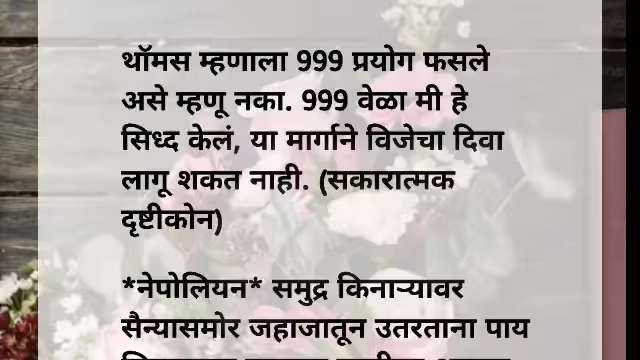 थॉमस म्हणाला 999 प्रयोग फसले
असे म्हणू नका. 999 वेळा मी हे
सिध्द केलं, या मार्गाने विजेचा दिवा
लागू शकत नाही. (सकारात्मक
दृष्टीकोन)
*नेपोलियन* समुद्र किनाऱ्यावर
सैन्यासमोर जहाजातून उतरताना पाय